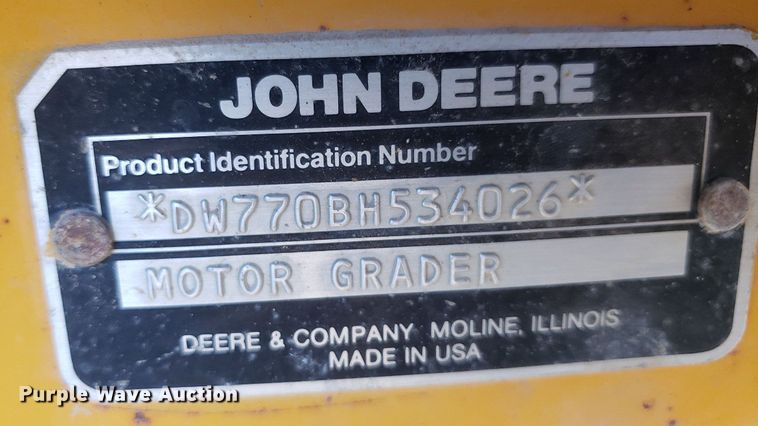 JOHN DEERE
Product Identification Number
*DW770BH534026*
MOTOR GRADER
DEERE & COMPANY MOLINE, ILLINOIS
MADE IN USA
Purple Wave Auction